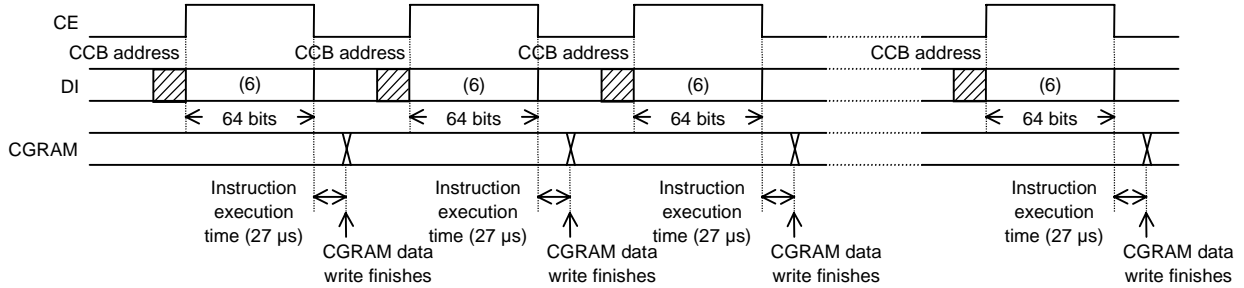 CE
CCB address CCB address CCB address CCB address
DI (6) (6) (6) (6)
64 bits 64 bits 64 bits 64 bits
CGRAM
Instruction Instruction Instruction Instruction
execution execution execution execution
time (27 µs) time (27 µs) time (27 µs) time (27 µs)
CGRAM data CGRAM data CGRAM data CGRAM data
write finishes write finishes write finishes write finishes